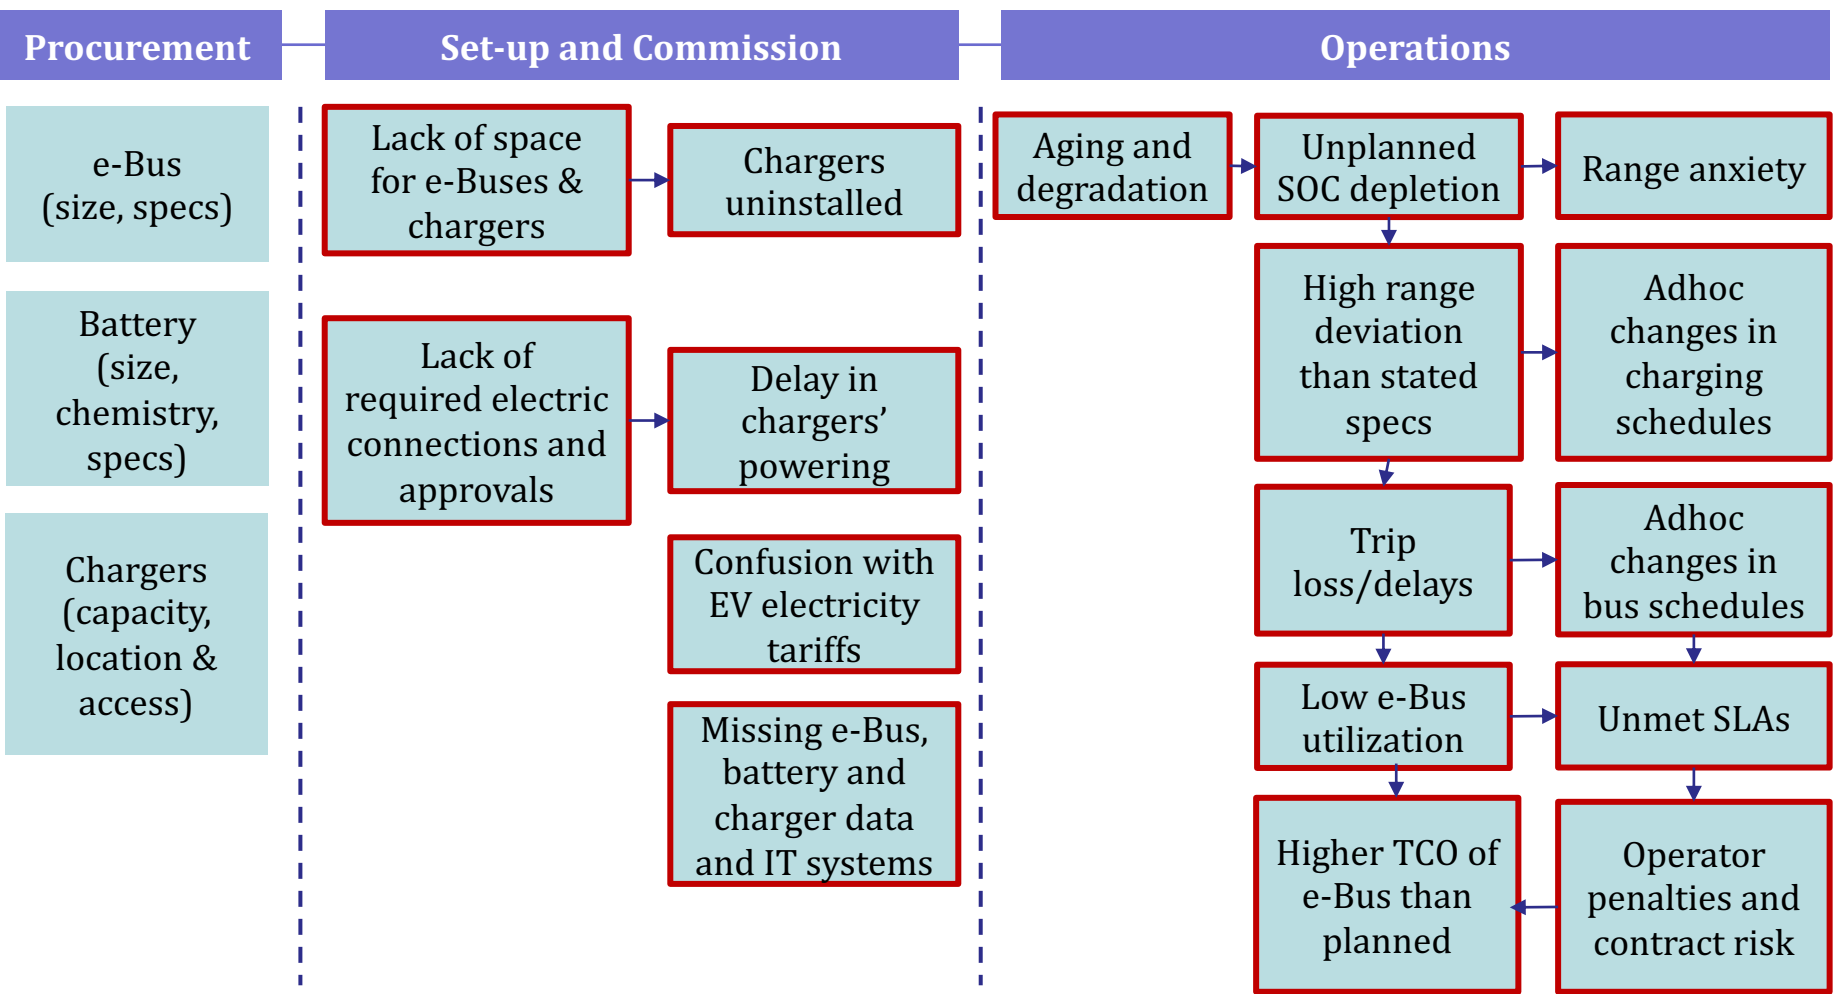 Procurement
Set-up and Commission
Operations
e-Bus
(size, specs)
Battery
(size,
chemistry,
specs)
Chargers
(capacity,
location &
access)
Lack of space
for e-Buses &
chargers
Chargers
uninstalled
Lack of
required electric
connections and
approvals
Delay in
chargers’
powering
Confusion with
EV electricity
tariffs
Missing e-Bus,
battery and
charger data
and IT systems
Aging and
degradation
Unplanned
SOC depletion
Range anxiety
High range
deviation
than stated
specs
Adhoc
changes in
charging
schedules
Trip
loss/delays
Adhoc
changes in
bus schedules
Low e-Bus
utilization
Unmet SLAs
Higher TCO of
e-Bus than
planned
Operator
penalties and
contract risk